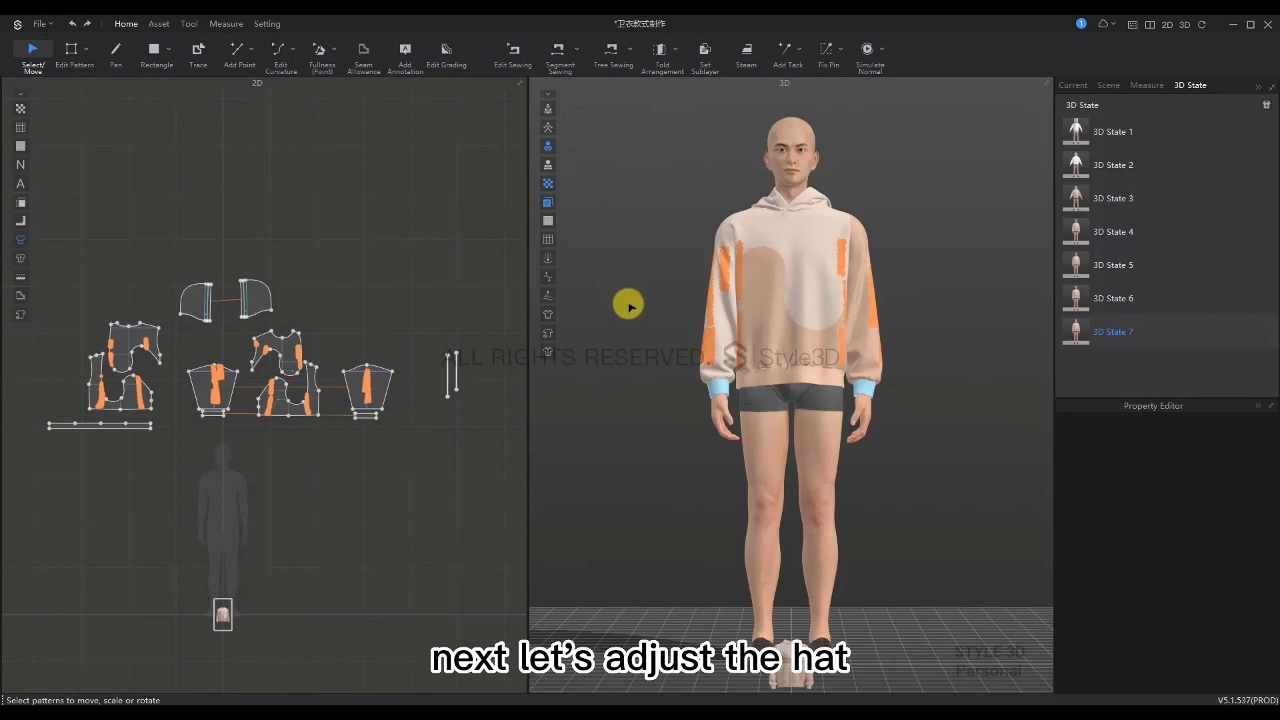 File
Home
Asset
Tool
Measure
Setting
*卫衣款式制作
1
2D
3D
Select/
Move
Edit Pattern
Pen
Rectangle
Trace
Add Point
Edit
Curvature
Fullness
(Point)
Seam
Allowance
Add
Annotation
Edit Grading
Edit Sewing
Segment
Sewing
Free Sewing
Fold
Arrangement
Set
Sublayer
Steam
Add Tack
Fix Pin
Simulate
Normal
2D
3D
Current
Scene
Measure
3D State
3D State
3D State 1
3D State 2
3D State 3
3D State 4
3D State 5
3D State 6
3D State 7
Property Editor
ALL RIGHTS RESERVED.
Style3D
next let's adjust the hat
STYLE 3D
Personal
Select patterns to move, scale or rotate
V5.1.537(PROD)